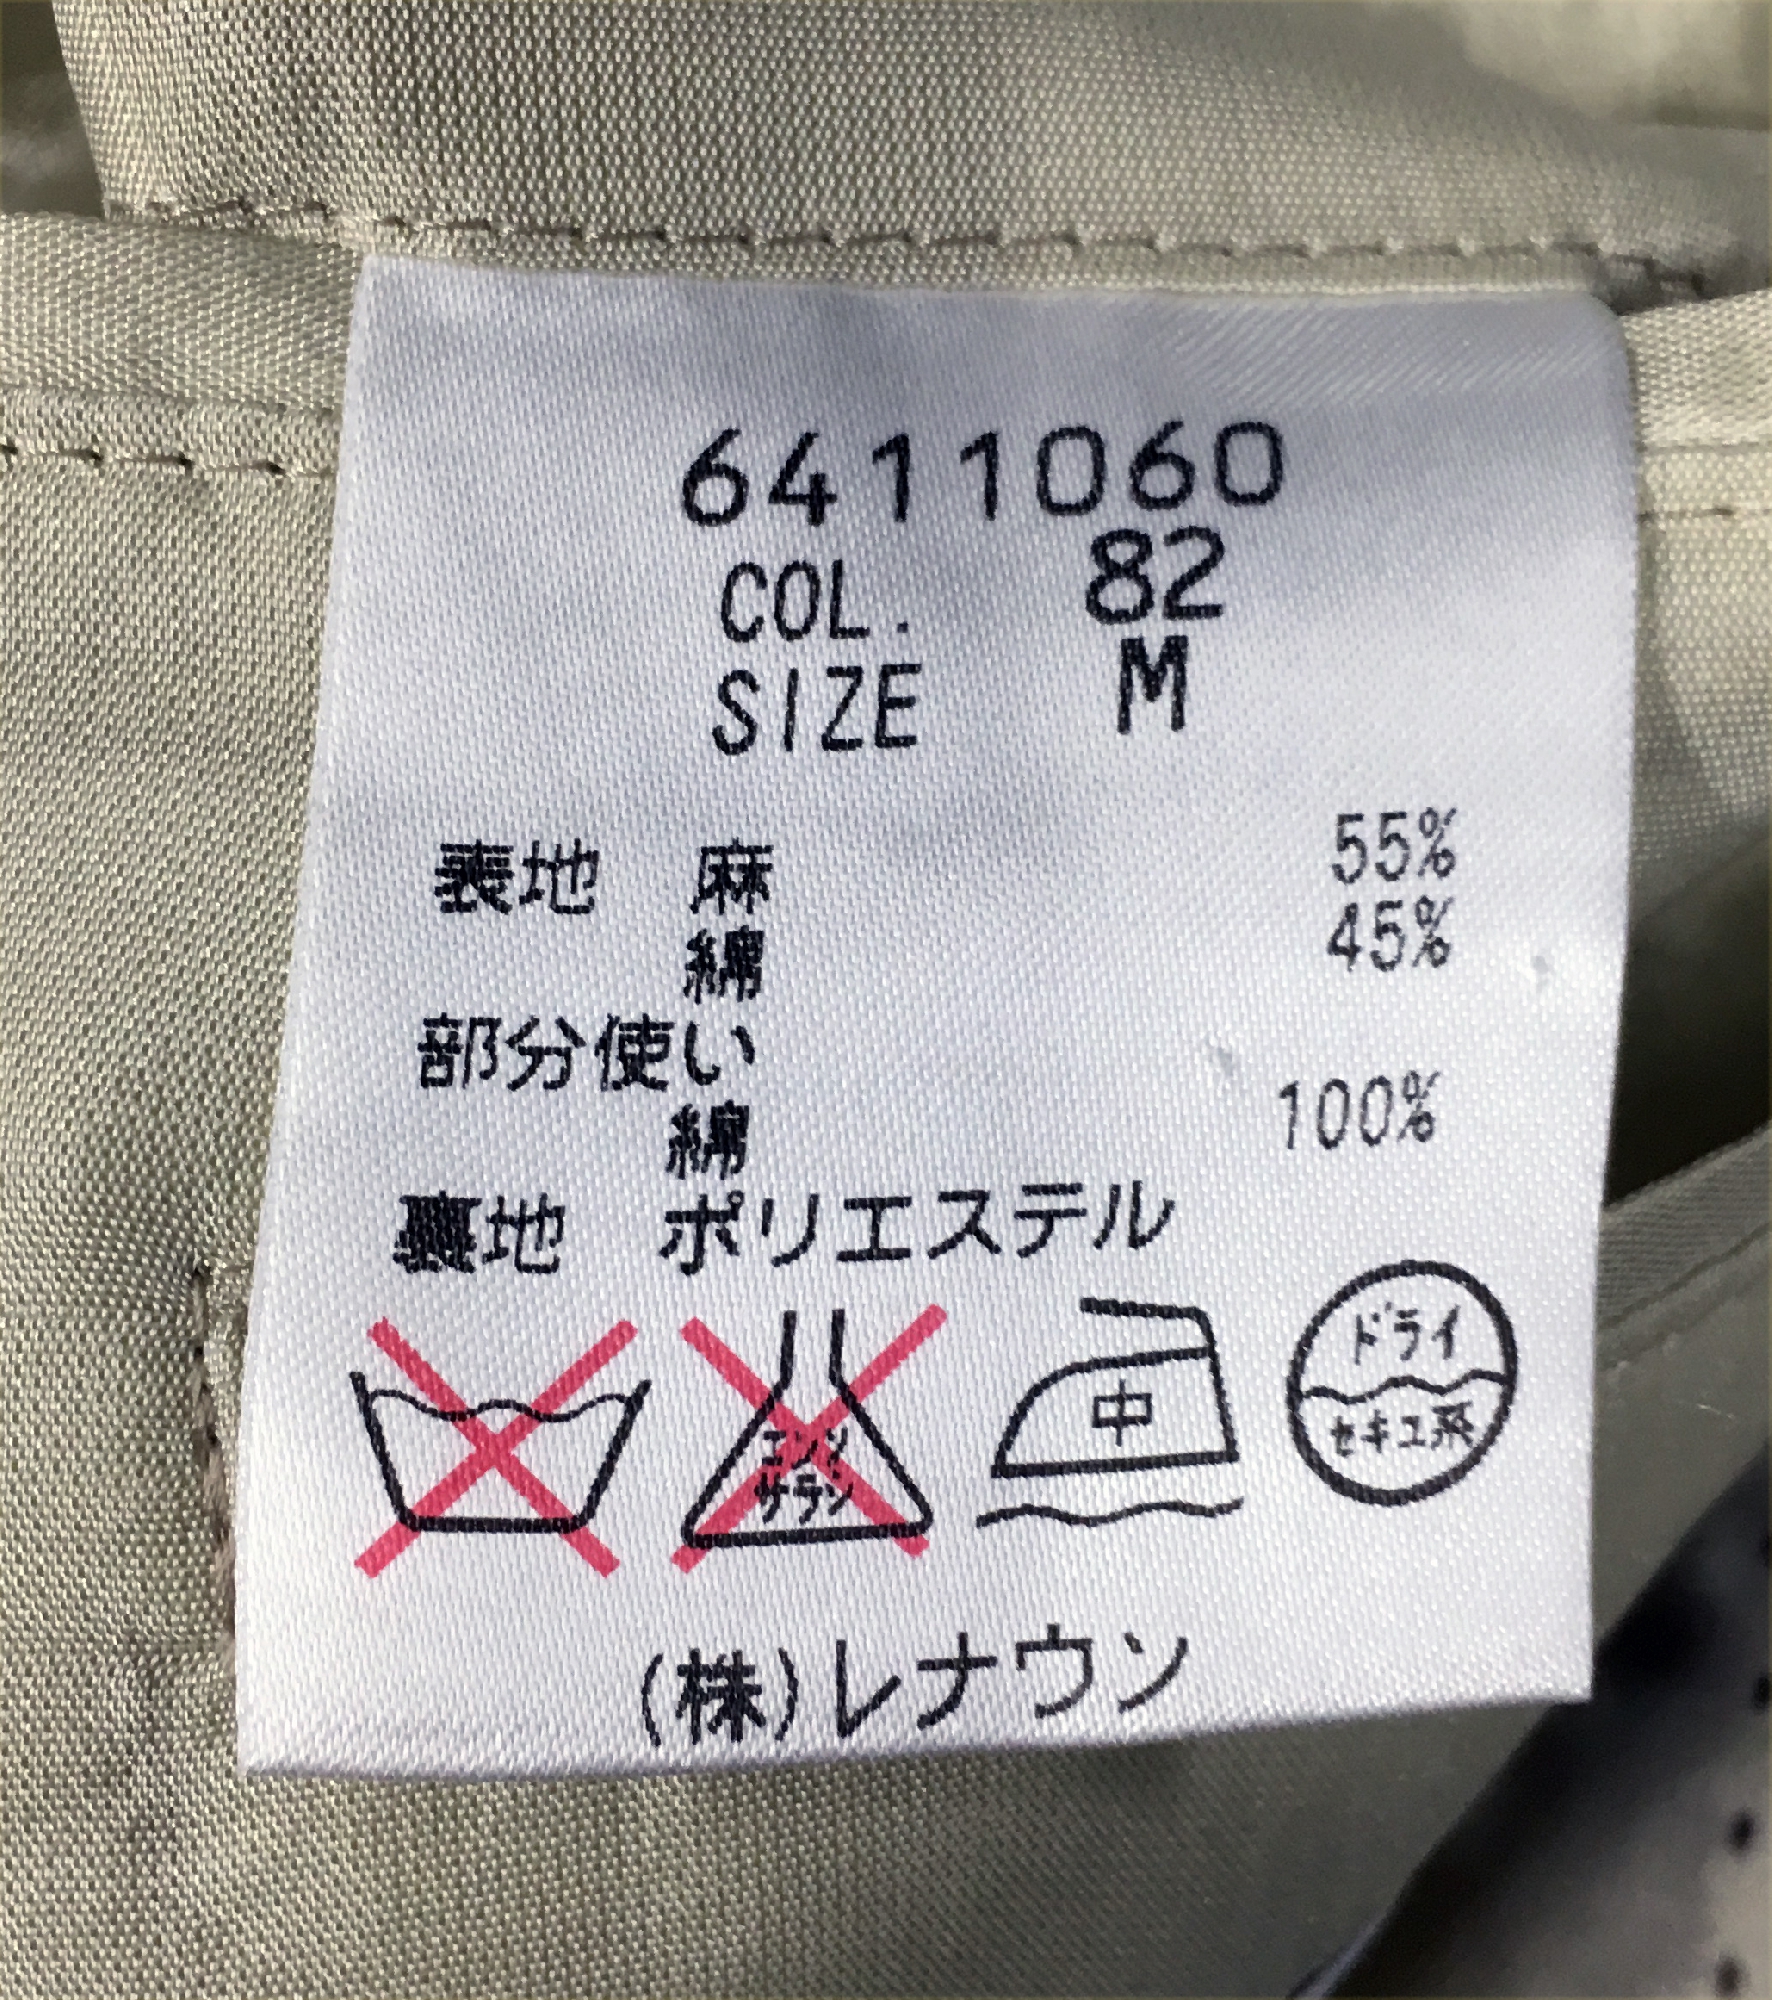 6411060
COL. 82
SIZE M
表地 麻 55%
綿 45%
部分使い
綿 100%
裏地 ポリエステル
エンソ
サラシ
中
ドライ
セキユ系
(株)レナウン